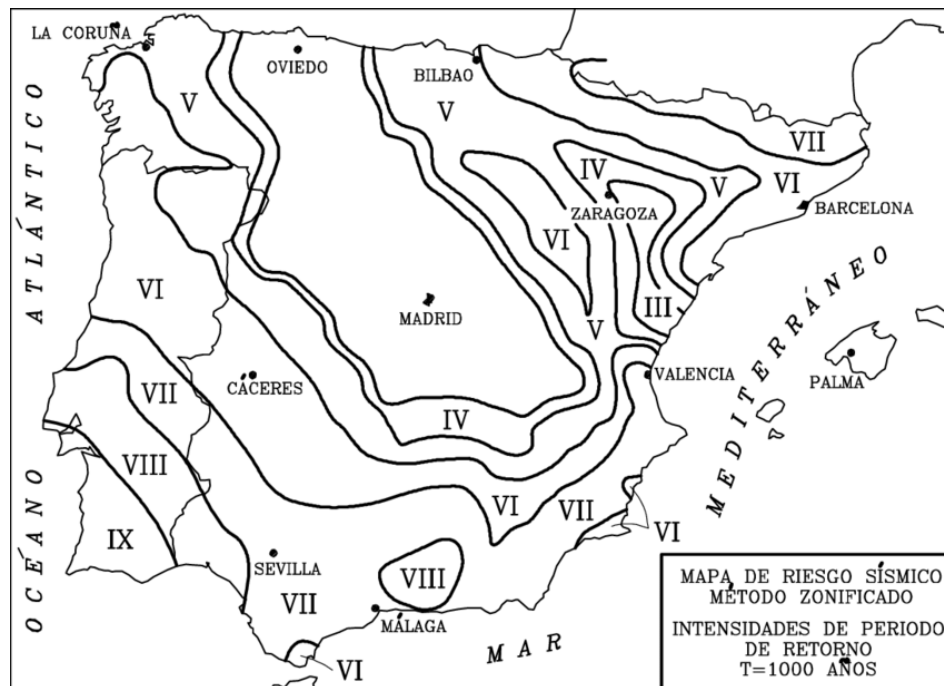 LA CORUÑA
OVIEDO
BILBAO
V
V
VII
IV
V
VI
ZARAGOZA
BARCELONA
VI
VI
III
MADRID
V
CÁCERES
VALENCIA
PALMA
VII
IV
VIII
VI
VII
IX
SEVILLA
VIII
VI
VII
MÁLAGA
VI
OCÉANO ATLÁNTICO
MAR MEDITERRÁNEO
MAPA DE RIESGO SÍSMICO
MÉTODO ZONIFICADO
INTENSIDADES DE PERIODO
DE RETORNO
T=1000 AÑOS